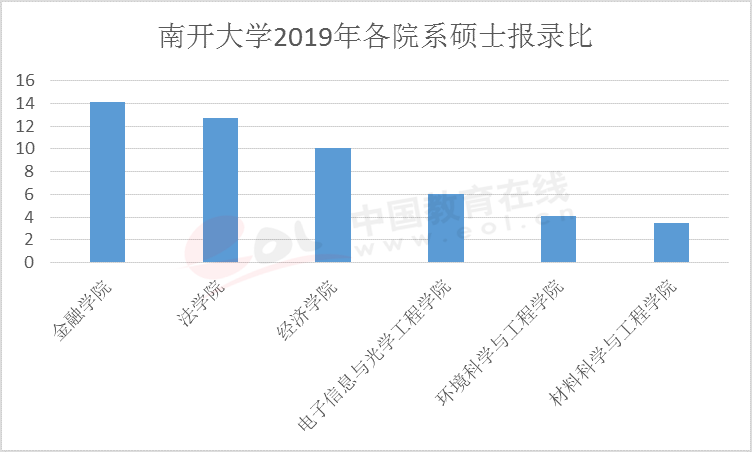 南开大学2019年各院系硕士报录比
16
14
12
10
8
6
4
2
0
金融学院
法学院
经济学院
电子信息与光学工程学院
环境科学与工程学院
材料科学与工程学院
eol 中国教育在线
www.eol.cn